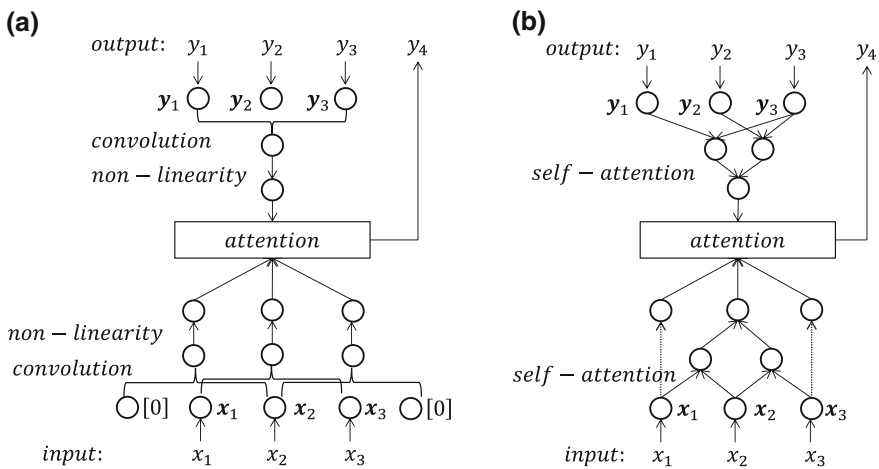 (a)
output: y₁ y₂ y₃ y₄
𝒚₁ 𝒚₂ 𝒚₃
convolution
non − linearity
attention
non − linearity
convolution
[0] 𝒙₁ 𝒙₂ 𝒙₃ [0]
input: x₁ x₂ x₃
(b)
output: y₁ y₂ y₃ y₄
𝒚₁ 𝒚₂ 𝒚₃
self − attention
attention
self − attention
𝒙₁ 𝒙₂ 𝒙₃
input: x₁ x₂ x₃